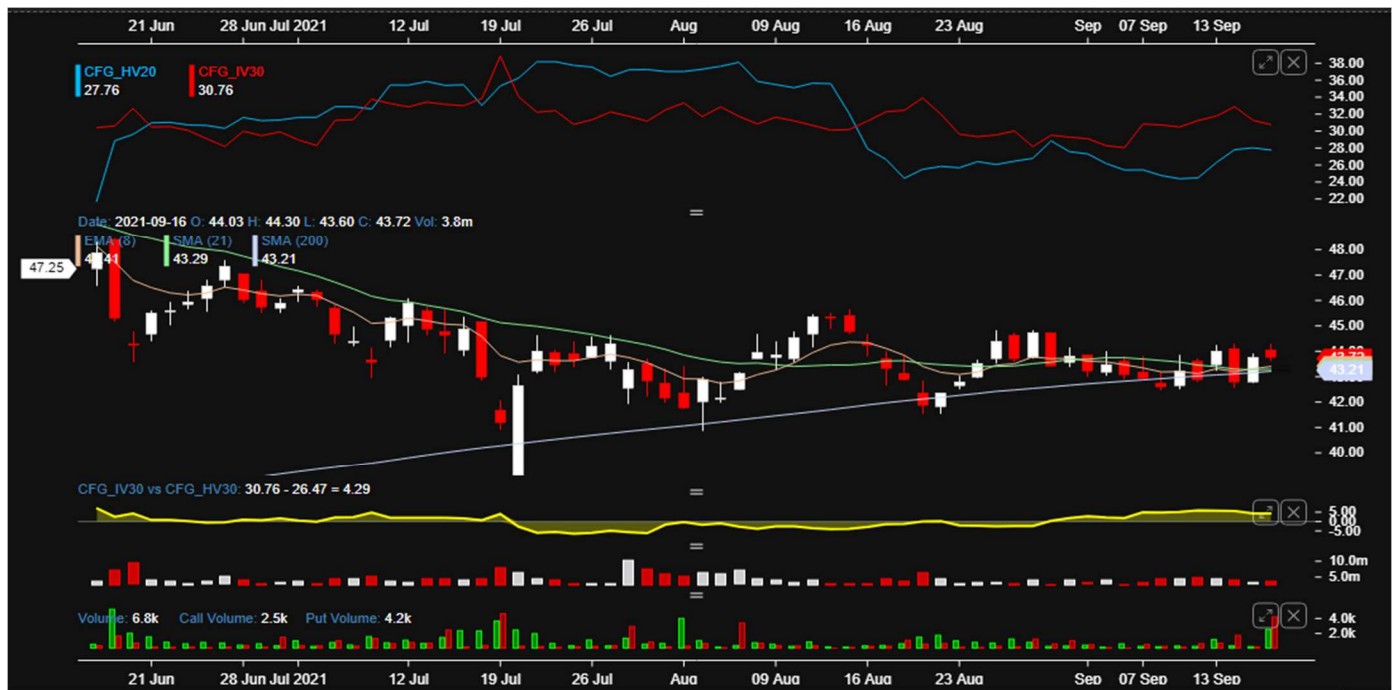 21 Jun 28 Jun Jul 2021 12 Jul 19 Jul 26 Jul Aug 09 Aug 16 Aug 23 Aug Sep 07 Sep 13 Sep
CFG_HV20 CFG_IV30
27.76 30.76
38.00
36.00
34.00
32.00
30.00
28.00
26.00
24.00
22.00
Date: 2021-09-16 O: 44.03 H: 44.30 L: 43.60 C: 43.72 Vol: 3.8m
EMA (8) SMA (21) SMA (200)
43.29 43.21
47.25
48.00
47.00
46.00
45.00
43.21
42.00
41.00
40.00
CFG_IV30 vs CFG_HV30: 30.76 - 26.47 = 4.29
5.00
0.00
-5.00
10.0m
5.0m
Volume: 6.8k Call Volume: 2.5k Put Volume: 4.2k
4.0k
2.0k
21 Jun 28 Jun Jul 2021 12 Jul 19 Jul 26 Jul Aug 09 Aug 16 Aug 23 Aug Sep 07 Sep 13 Sep